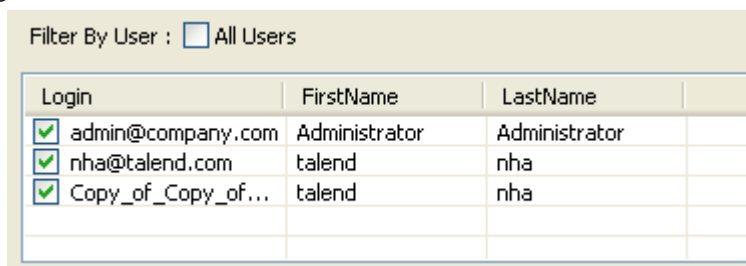 Filter By User : All Users
Login FirstName LastName
admin@company.com Administrator Administrator
nha@talend.com talend nha
Copy_of_Copy_of... talend nha